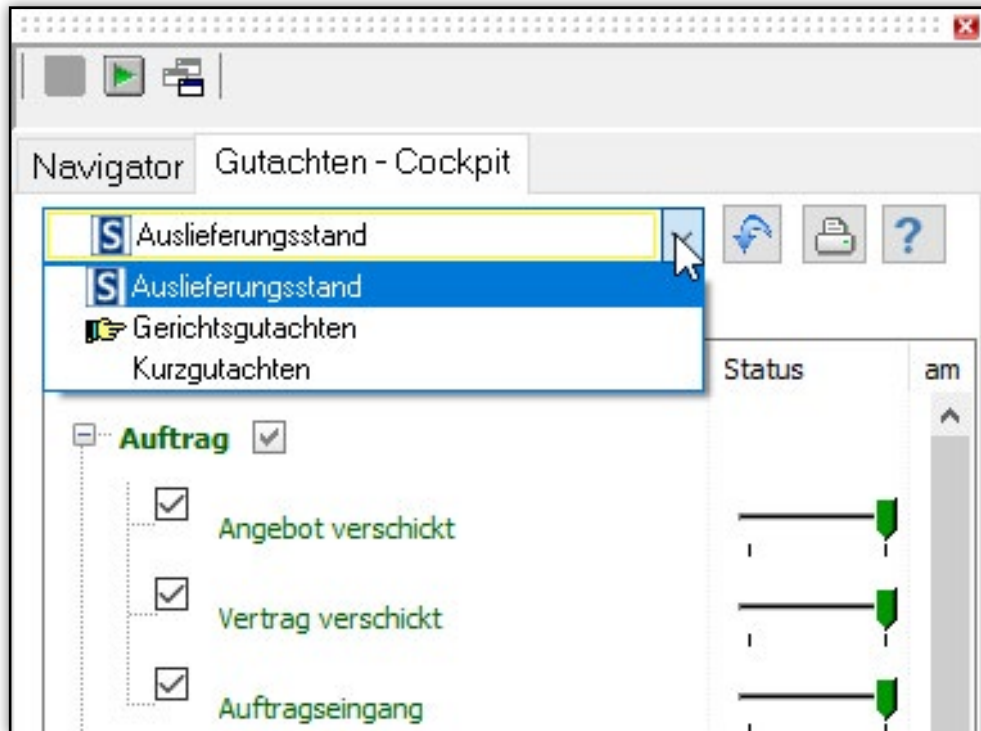 Navigator
Gutachten - Cockpit
S Auslieferungsstand
?
S Auslieferungsstand
Gerichtsgutachten
Kurzgutachten
Status
am
Auftrag
Angebot verschickt
Vertrag verschickt
Auftragseingang